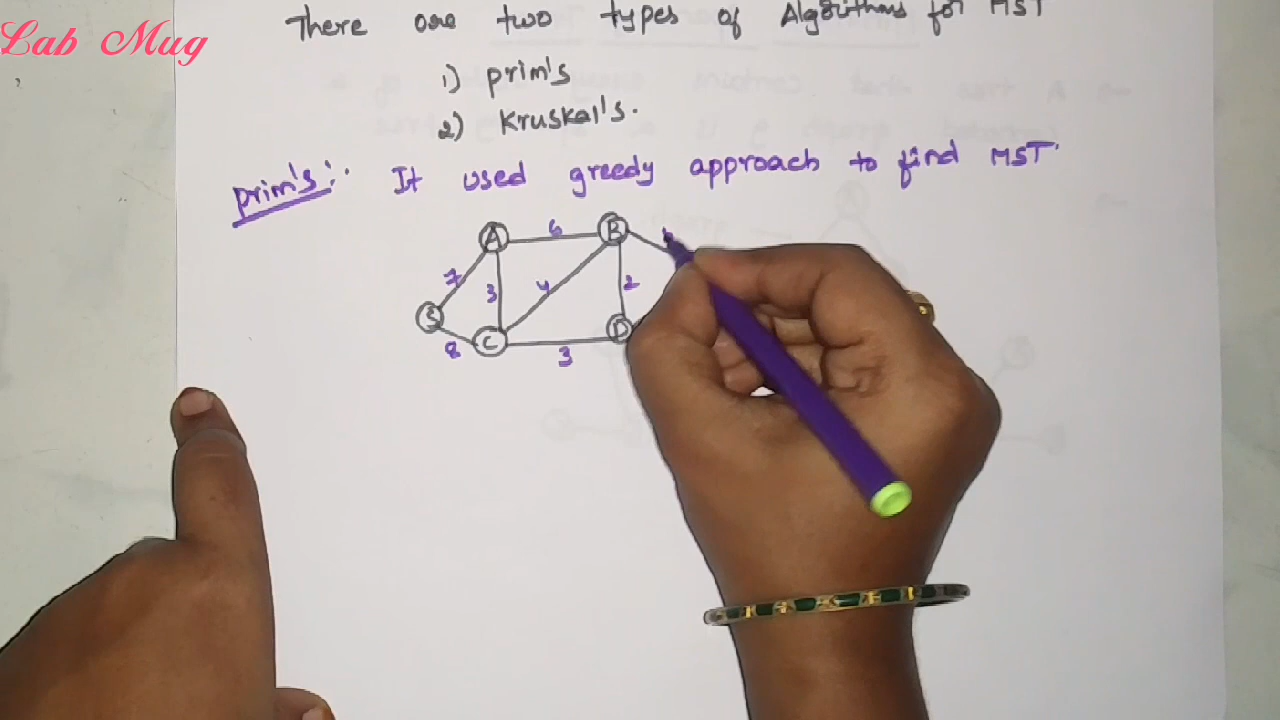 There are two types of Algorithms for MST
Lab Mug
1) prim's
2) Kruskal's.
prim's:- It used greedy approach to find MST.
A 6 B
7 3 4 2
S C D
8 3